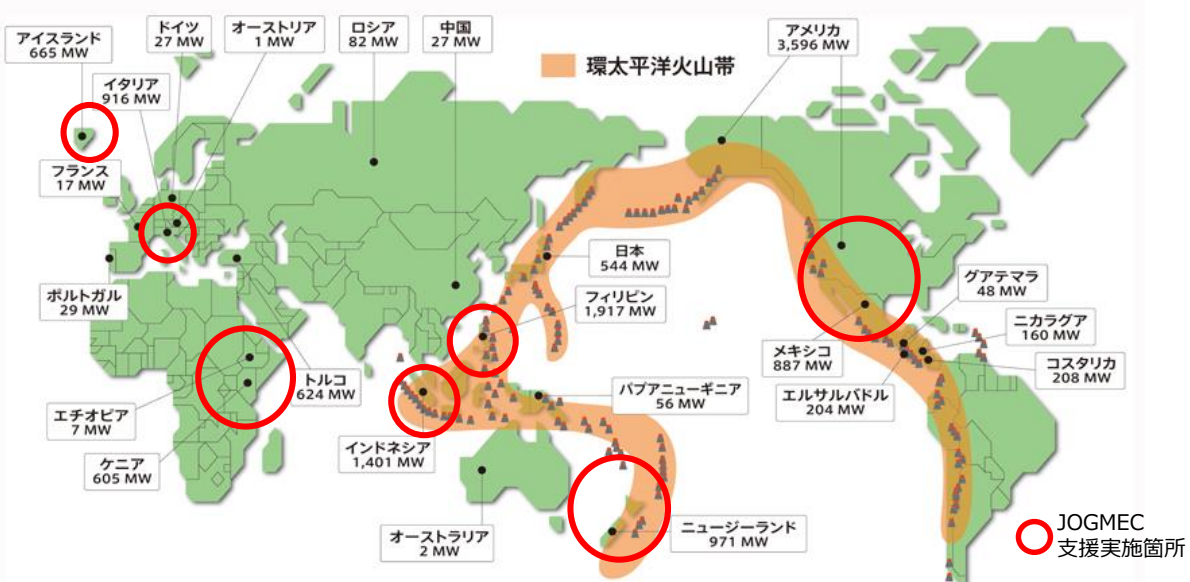 アイスランド
665 MW
ドイツ
27 MW
オーストリア
1 MW
ロシア
82 MW
中国
27 MW
アメリカ
3,596 MW
環太平洋火山帯
イタリア
916 MW
フランス
17 MW
日本
544 MW
グアテマラ
48 MW
フィリピン
1,917 MW
ポルトガル
29 MW
ニカラグア
160 MW
メキシコ
887 MW
コスタリカ
208 MW
トルコ
624 MW
パプアニューギニア
56 MW
エルサルバドル
204 MW
エチオピア
7 MW
インドネシア
1,401 MW
ケニア
605 MW
オーストラリア
2 MW
ニュージーランド
971 MW
JOGMEC
支援実施箇所